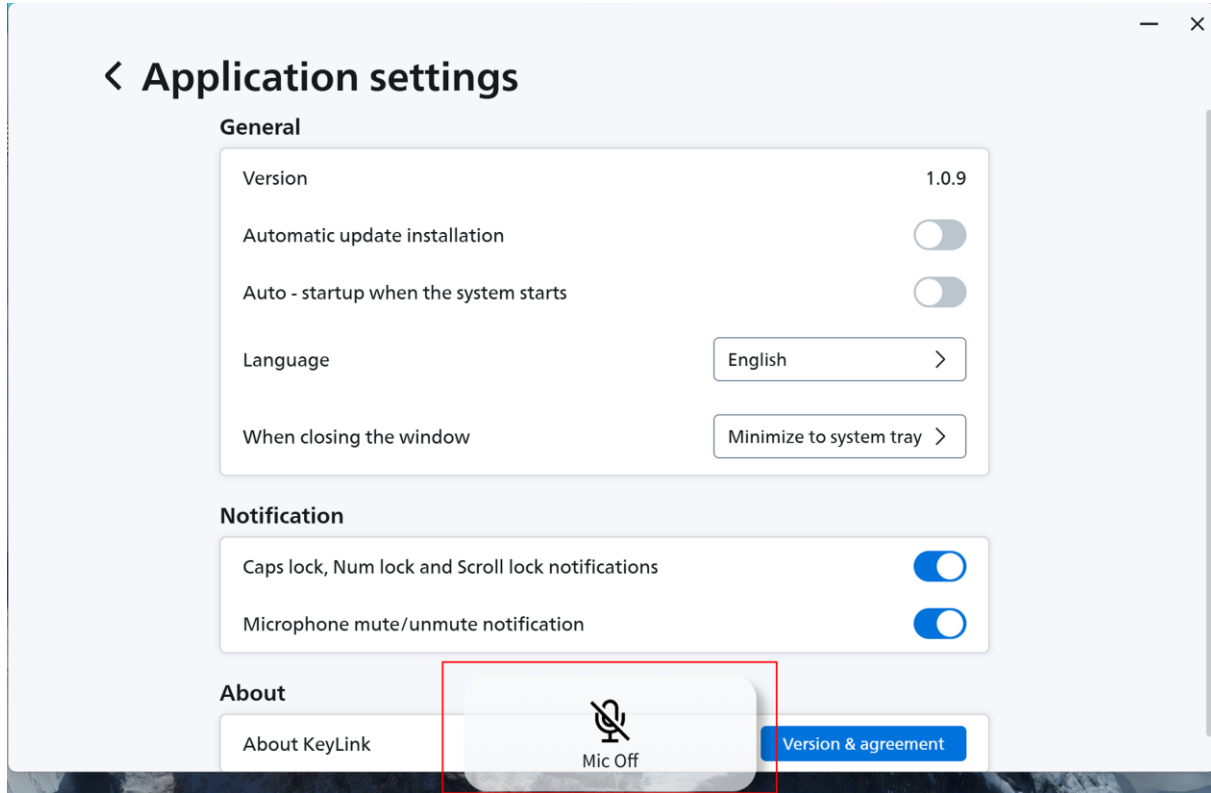 Application settings
General
Version 1.0.9
Automatic update installation
Auto - startup when the system starts
Language English
When closing the window Minimize to system tray
Notification
Caps lock, Num lock and Scroll lock notifications
Microphone mute/unmute notification
About
About KeyLink Version & agreement
Mic Off